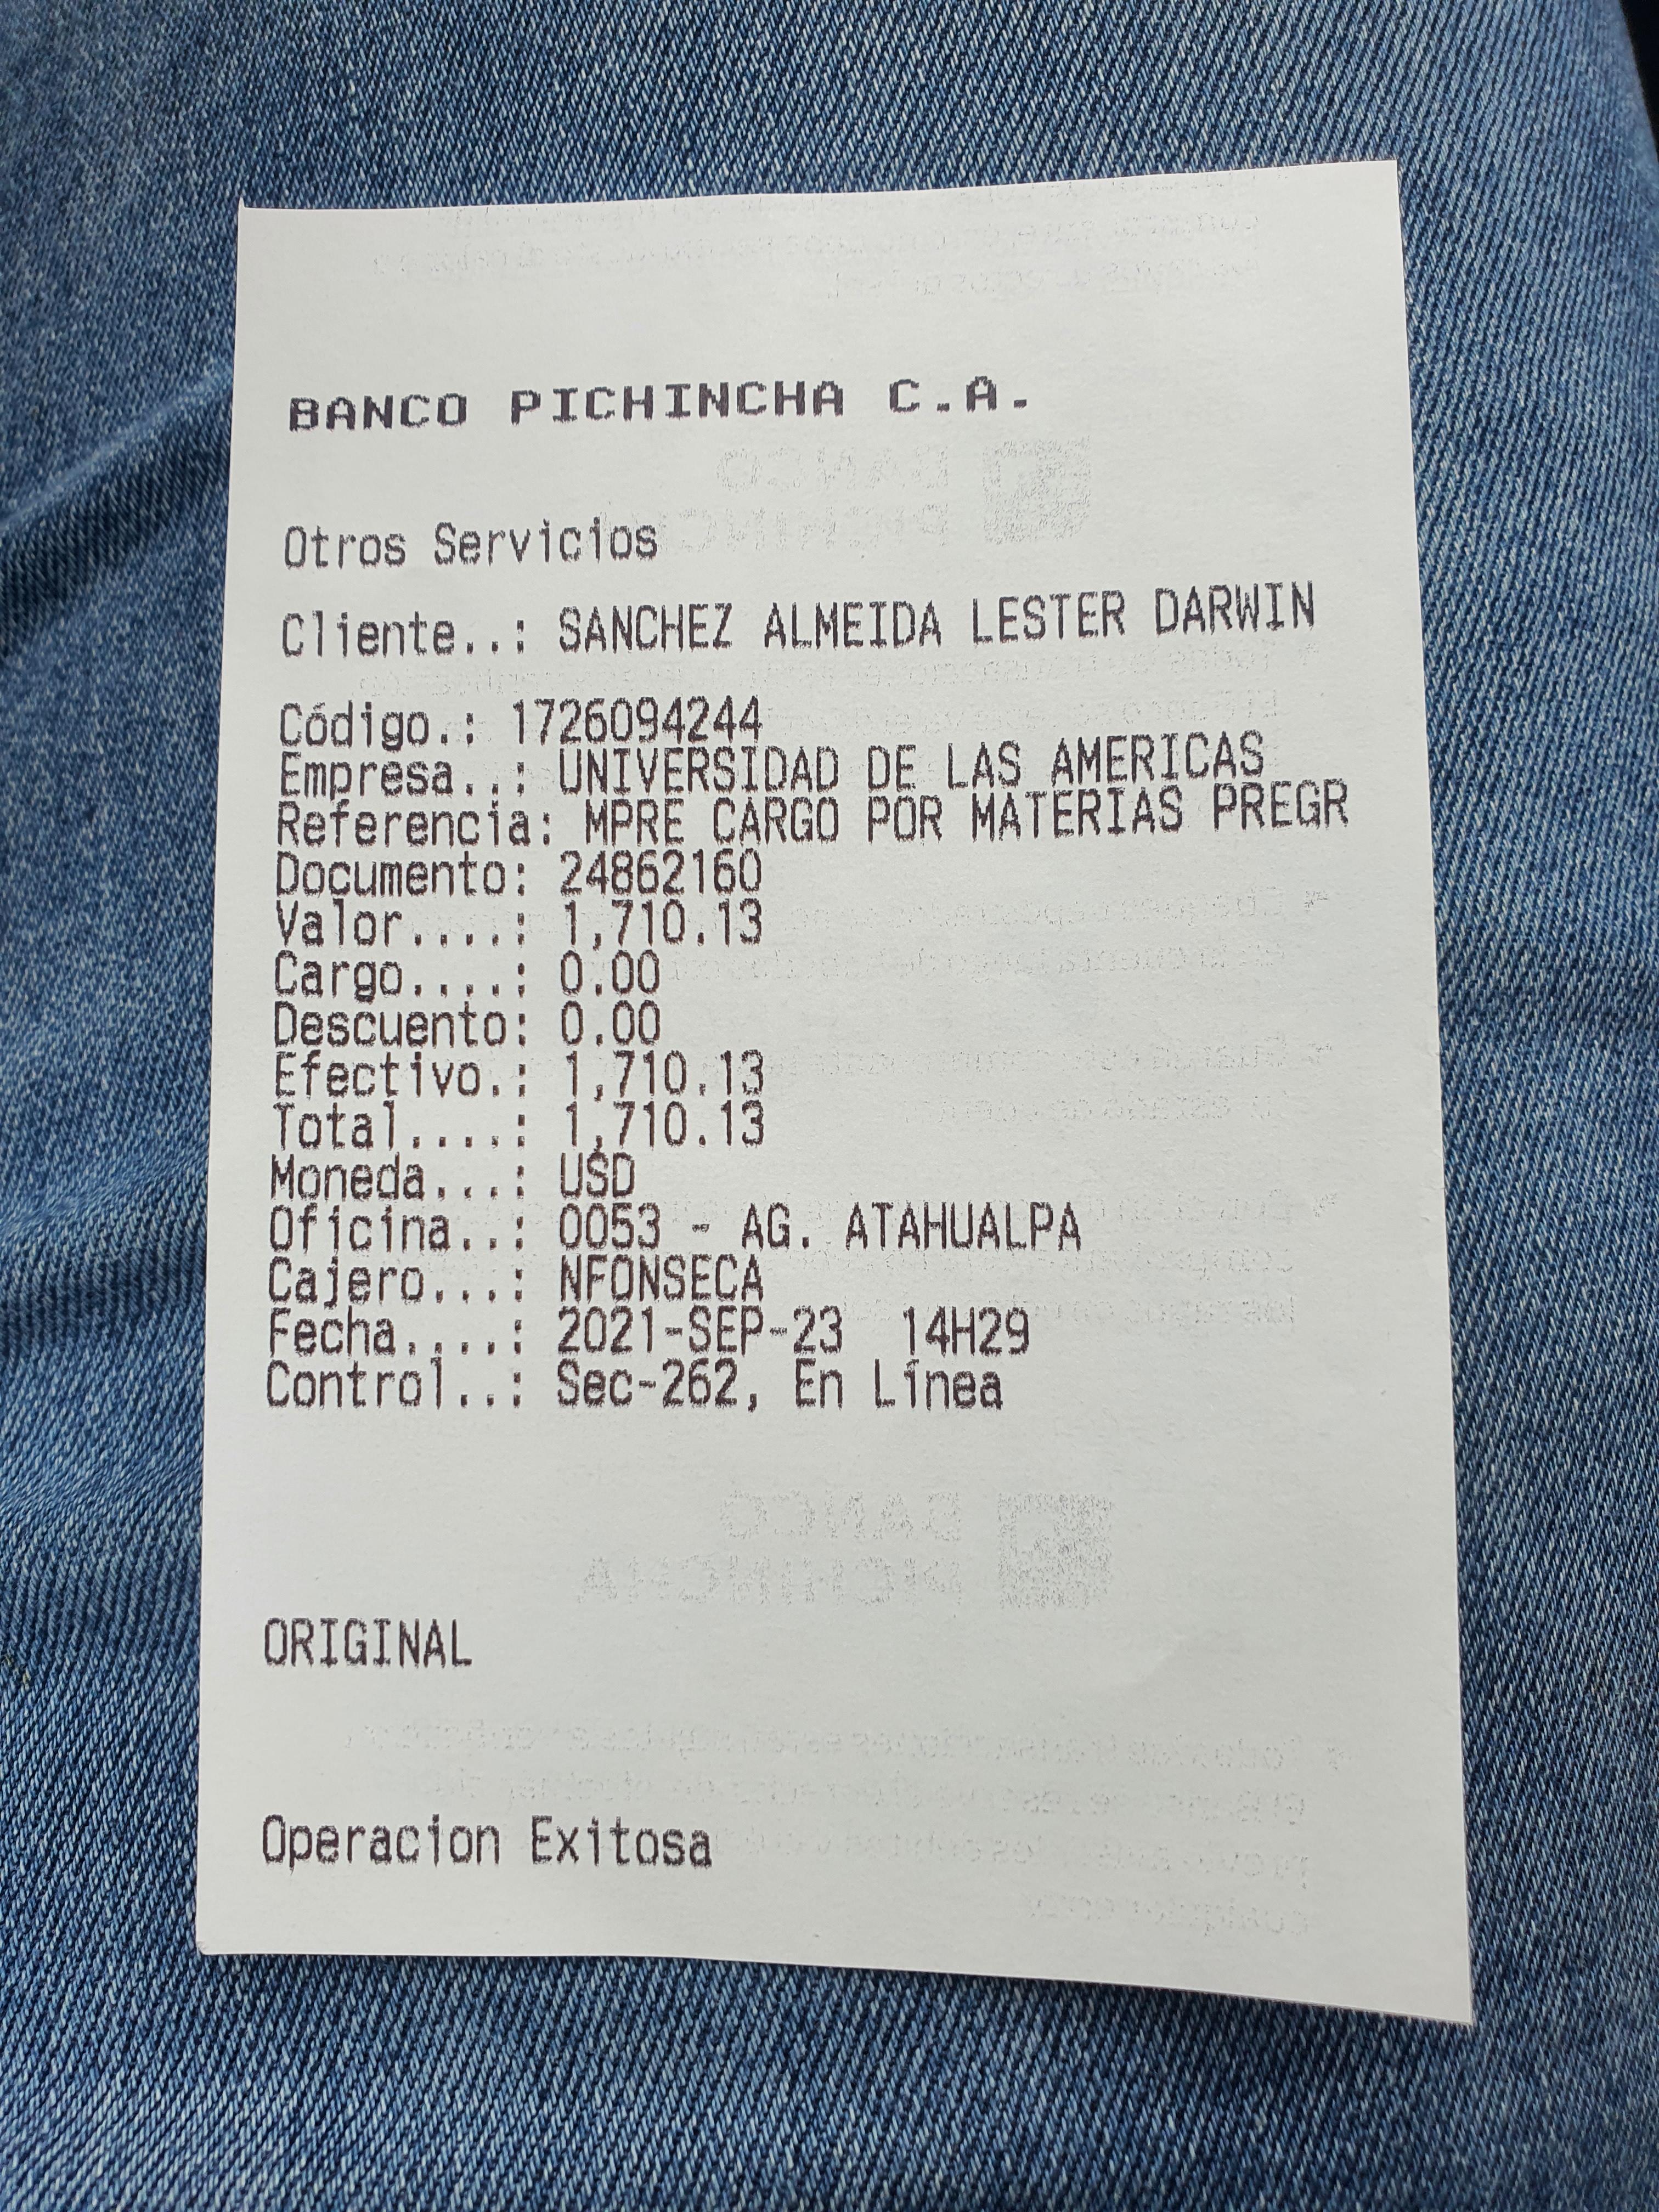 BANCO PICHINCHA C.A.
Otros Servicios
Cliente..: SANCHEZ ALMEIDA LESTER DARWIN
Código.: 1726094244
Empresa..: UNIVERSIDAD DE LAS AMERICAS
Referencia: MPRE CARGO POR MATERIAS PREGR
Documento: 24862160
Valor....: 1,710.13
Cargo....: 0.00
Descuento: 0.00
Efectivo.: 1,710.13
Total....: 1,710.13
Moneda...: USD
Oficina..: 0053 - AG. ATAHUALPA
Cajero...: NFONSECA
Fecha....: 2021-SEP-23 14H29
Control..: Sec-262, En Línea
BANCO
PICHINCHA
ORIGINAL
Operacion Exitosa